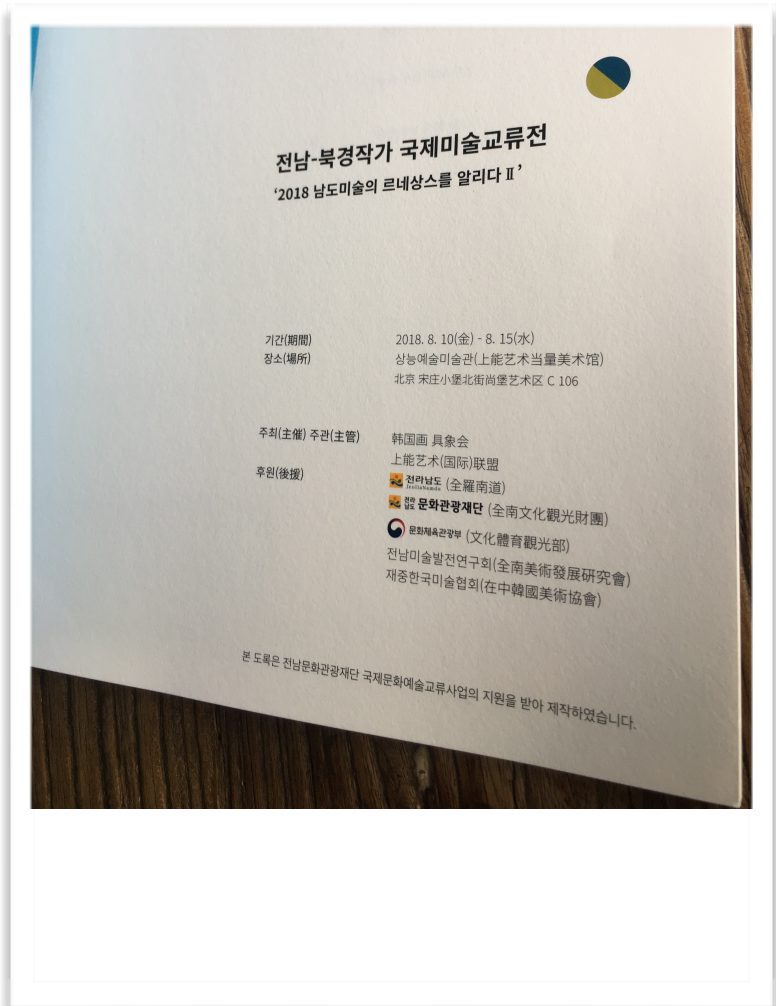 전남-북경작가 국제미술교류전
‘2018 남도미술의 르네상스를 알리다 Ⅱ’
기간(期間) 2018. 8. 10(金) - 8. 15(水)
장소(場所) 상능예술미술관(上能艺术当量美术馆)
北京 宋庄小堡北街尚堡艺术区 C 106
주최(主催) 주관(主管) 韩国画 具象会
上能艺术(国际)联盟
후원(後援) 전라남도 JeollaNamdo (全羅南道)
전라남도 문화관광재단 (全南文化觀光財團)
문화체육관광부 (文化體育觀光部)
전남미술발전연구회(全南美術發展硏究會)
재중한국미술협회(在中韓國美術協會)
본 도록은 전남문화관광재단 국제문화예술교류사업의 지원을 받아 제작하였습니다.